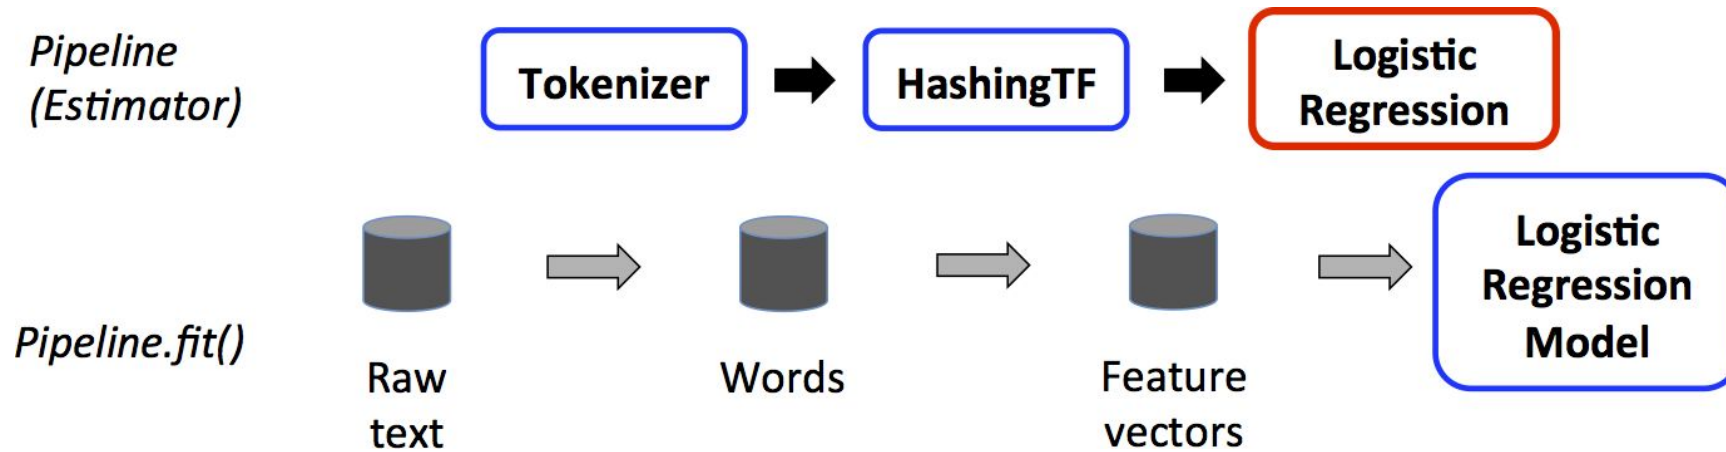 Pipeline
(Estimator)
Tokenizer
HashingTF
Logistic
Regression
Pipeline.fit()
Raw
text
Words
Feature
vectors
Logistic
Regression
Model